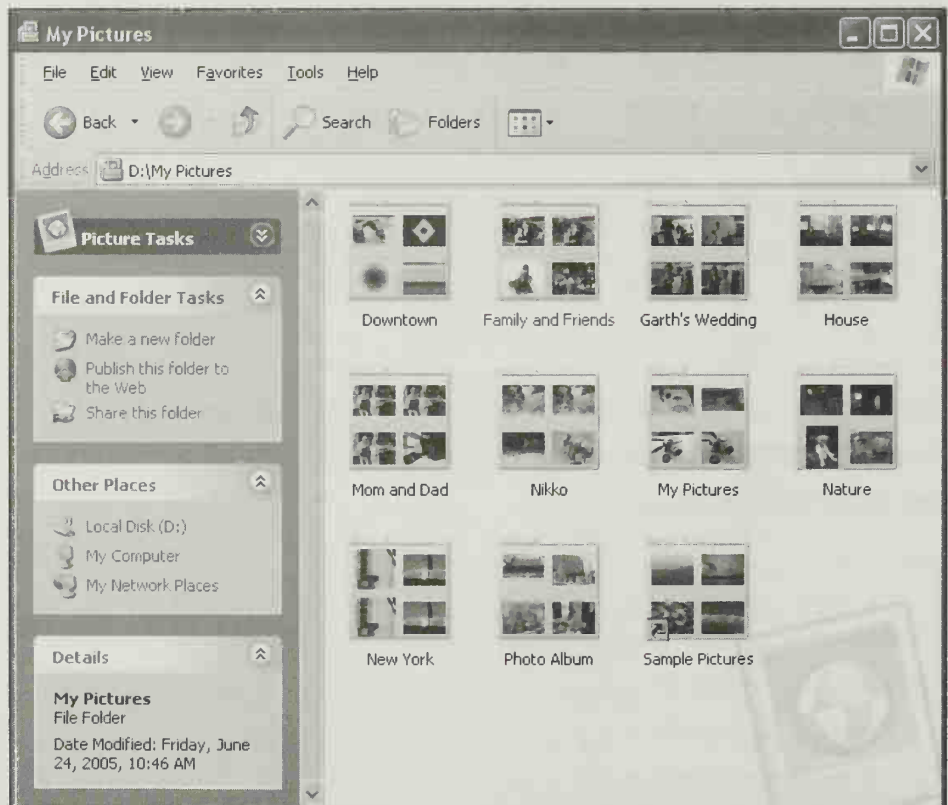 My Pictures
File Edit View Favorites Tools Help
Back Search Folders
Address D:\My Pictures
Picture Tasks
File and Folder Tasks
Make a new folder
Publish this folder to
the Web
Share this folder
Other Places
Local Disk (D:)
My Computer
My Network Places
Details
My Pictures
File Folder
Date Modified: Friday, June
24, 2005, 10:46 AM
Downtown Family and Friends Garth's Wedding House
Mom and Dad Nikko My Pictures Nature
New York Photo Album Sample Pictures